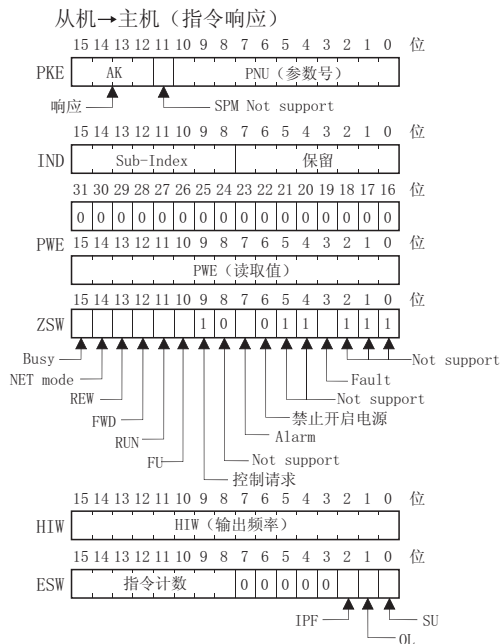 从机→主机（指令响应）
15 14 13 12 11 10 9 8 7 6 5 4 3 2 1 0 位
PKE AK PNU（参数号）
响应 SPM Not support
15 14 13 12 11 10 9 8 7 6 5 4 3 2 1 0 位
IND Sub-Index 保留
31 30 29 28 27 26 25 24 23 22 21 20 19 18 17 16
0 0 0 0 0 0 0 0 0 0 0 0 0 0 0 0
PWE 15 14 13 12 11 10 9 8 7 6 5 4 3 2 1 0 位
PWE（读取值）
15 14 13 12 11 10 9 8 7 6 5 4 3 2 1 0 位
ZSW 1 0 0 1 1 1 1 1
Busy Not support
NET mode Fault
REW Not support
FWD 禁止开启电源
RUN Alarm
FU Not support
控制请求
15 14 13 12 11 10 9 8 7 6 5 4 3 2 1 0 位
HIW HIW（输出频率）
15 14 13 12 11 10 9 8 7 6 5 4 3 2 1 0 位
ESW 指令计数 0 0 0 0 0
IPF SU
OL